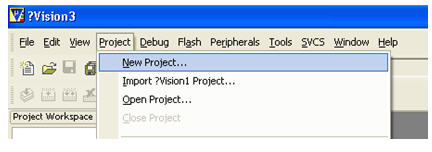 ?Vision3
File Edit View Project Debug Flash Peripherals Tools SVCS Window Help
New Project...
Import ?Vision1 Project...
Open Project...
Close Project
Project Workspace